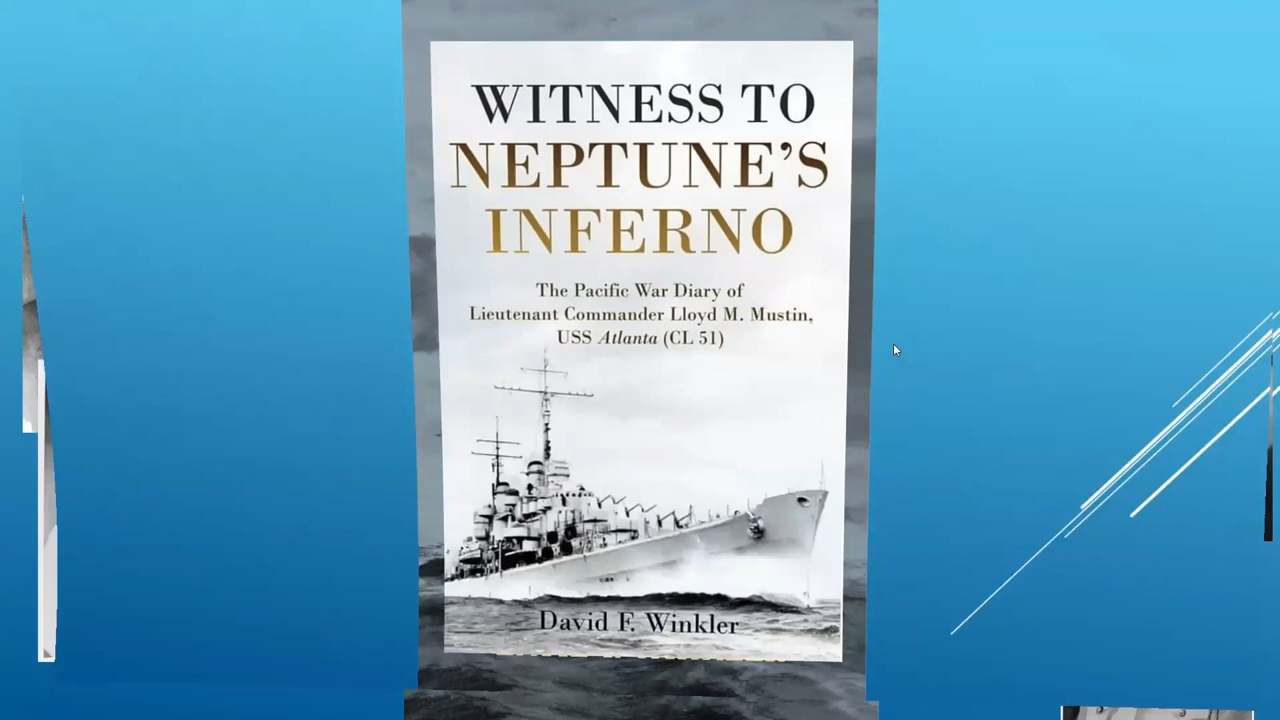 WITNESS TO
NEPTUNE’S
INFERNO
The Pacific War Diary of
Lieutenant Commander Lloyd M. Mustin,
USS Atlanta (CL 51)
David F. Winkler